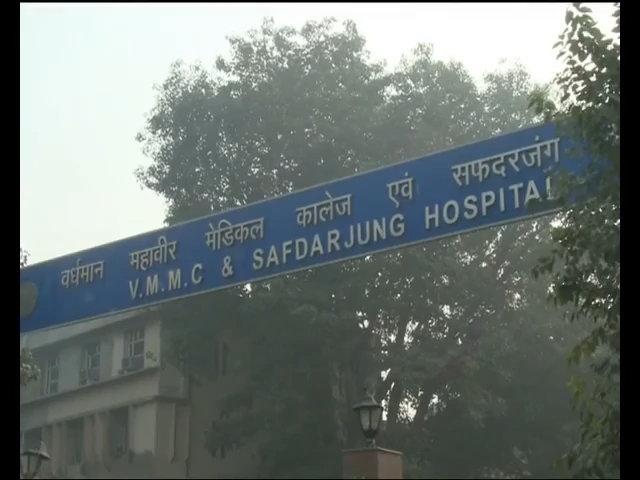 वर्धमान महावीर मेडिकल कालेज एवं सफदरजंग
V.M.M.C & SAFDARJUNG HOSPITAL